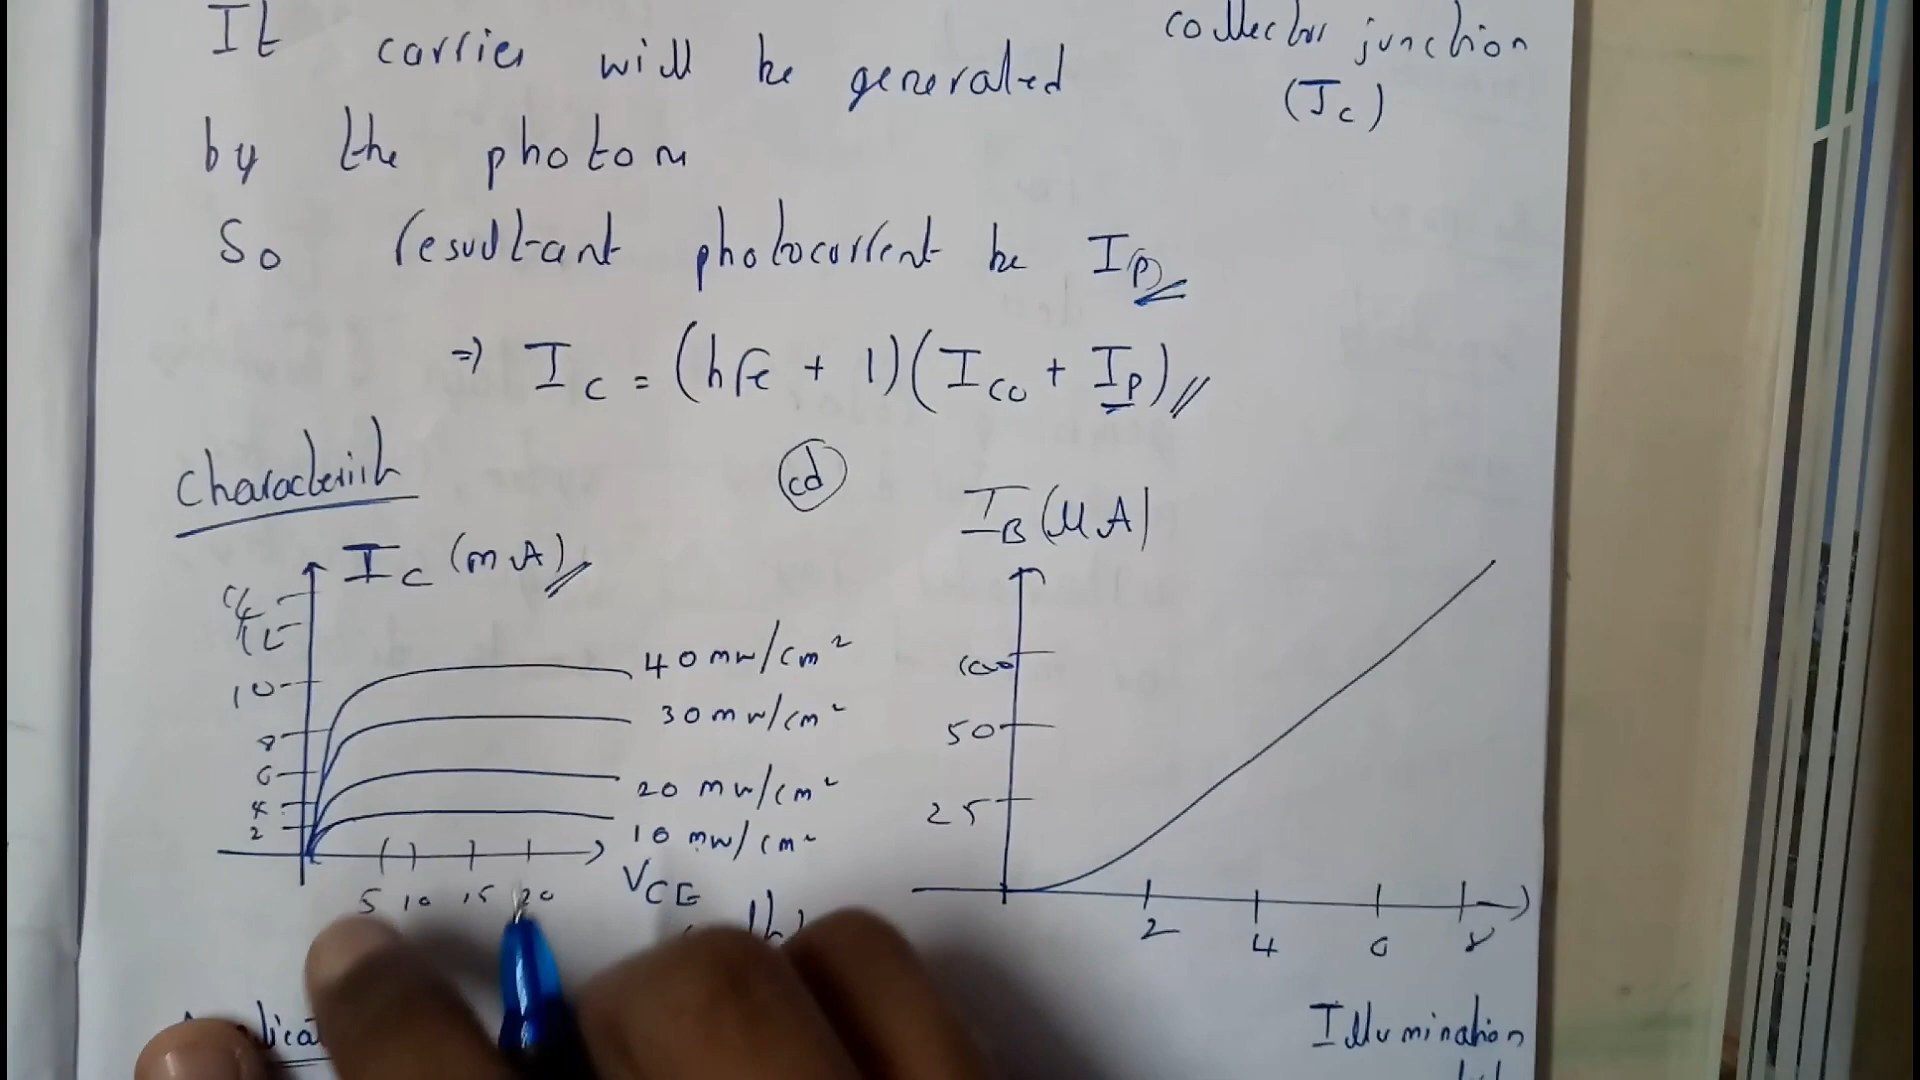 It carrier will be generated
by the photon
So resultant photocurrent be IP
⇒ IC = (hfe + 1)(ICO + IP)
collector junction
(JC)
Characteristi
cd
IC (mA)
10
8
6
4
2
40 mw/cm²
30 mw/cm²
20 mw/cm²
10 mw/cm²
5 10 15 20
VCE
IB (μA)
100
50
25
2 4 6 8
Illumination